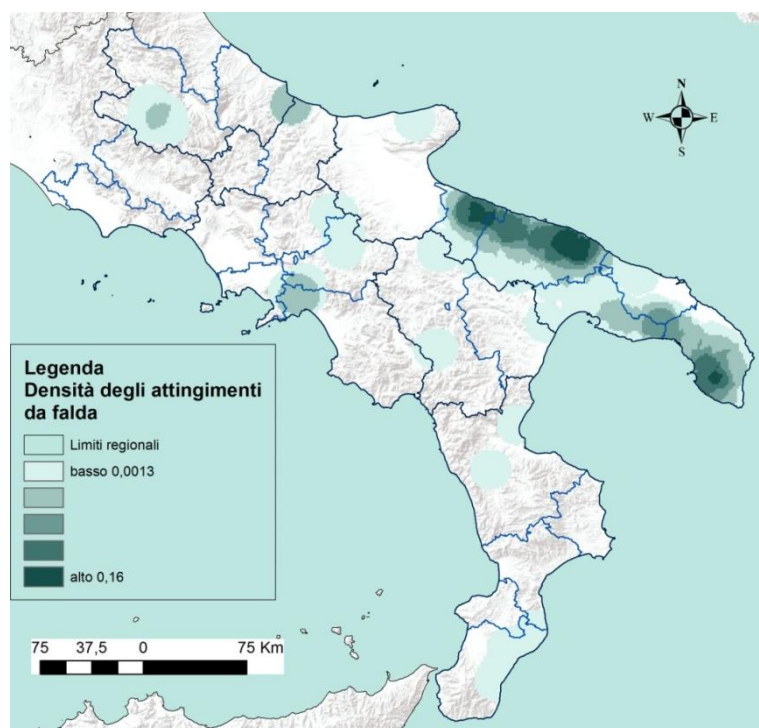 N
W E
S
Legenda
Densità degli attingimenti
da falda
Limiti regionali
basso 0,0013
alto 0,16
75 37,5 0 75 Km